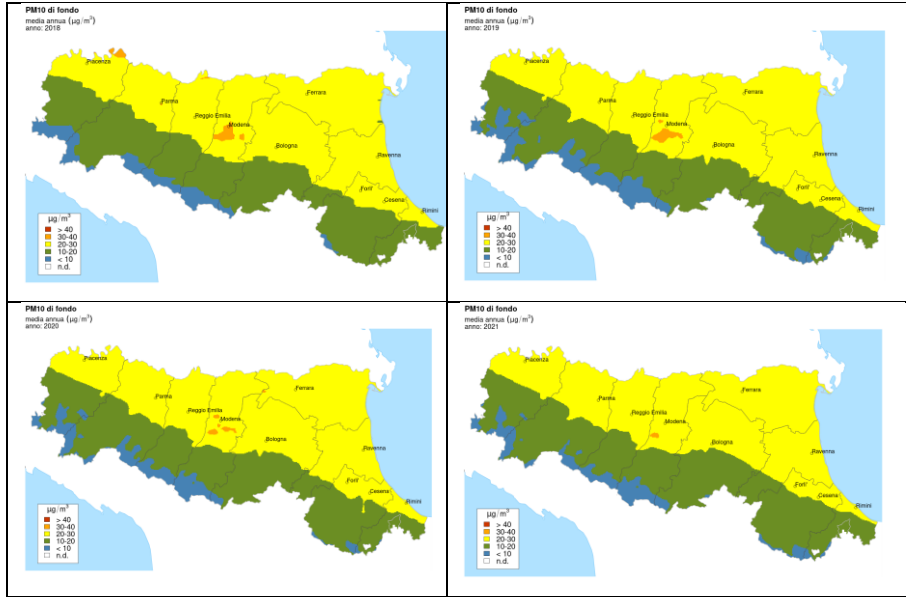 PM10 di fondo
media annua (μg/m³)
anno: 2018
Piacenza
Parma
Reggio Emilia
Modena
Ferrara
Bologna
Ravenna
Forli'
Cesena
Rimini
μg/m³
> 40
30-40
20-30
10-20
< 10
n.d.
PM10 di fondo
media annua (μg/m³)
anno: 2019
Piacenza
Parma
Reggio Emilia
Modena
Ferrara
Bologna
Ravenna
Forli'
Cesena
Rimini
μg/m³
> 40
30-40
20-30
10-20
< 10
n.d.
PM10 di fondo
media annua (μg/m³)
anno: 2020
Piacenza
Parma
Reggio Emilia
Modena
Ferrara
Bologna
Ravenna
Forli'
Cesena
Rimini
μg/m³
> 40
30-40
20-30
10-20
< 10
n.d.
PM10 di fondo
media annua (μg/m³)
anno: 2021
Piacenza
Parma
Reggio Emilia
Modena
Ferrara
Bologna
Ravenna
Forli'
Cesena
Rimini
μg/m³
> 40
30-40
20-30
10-20
< 10
n.d.